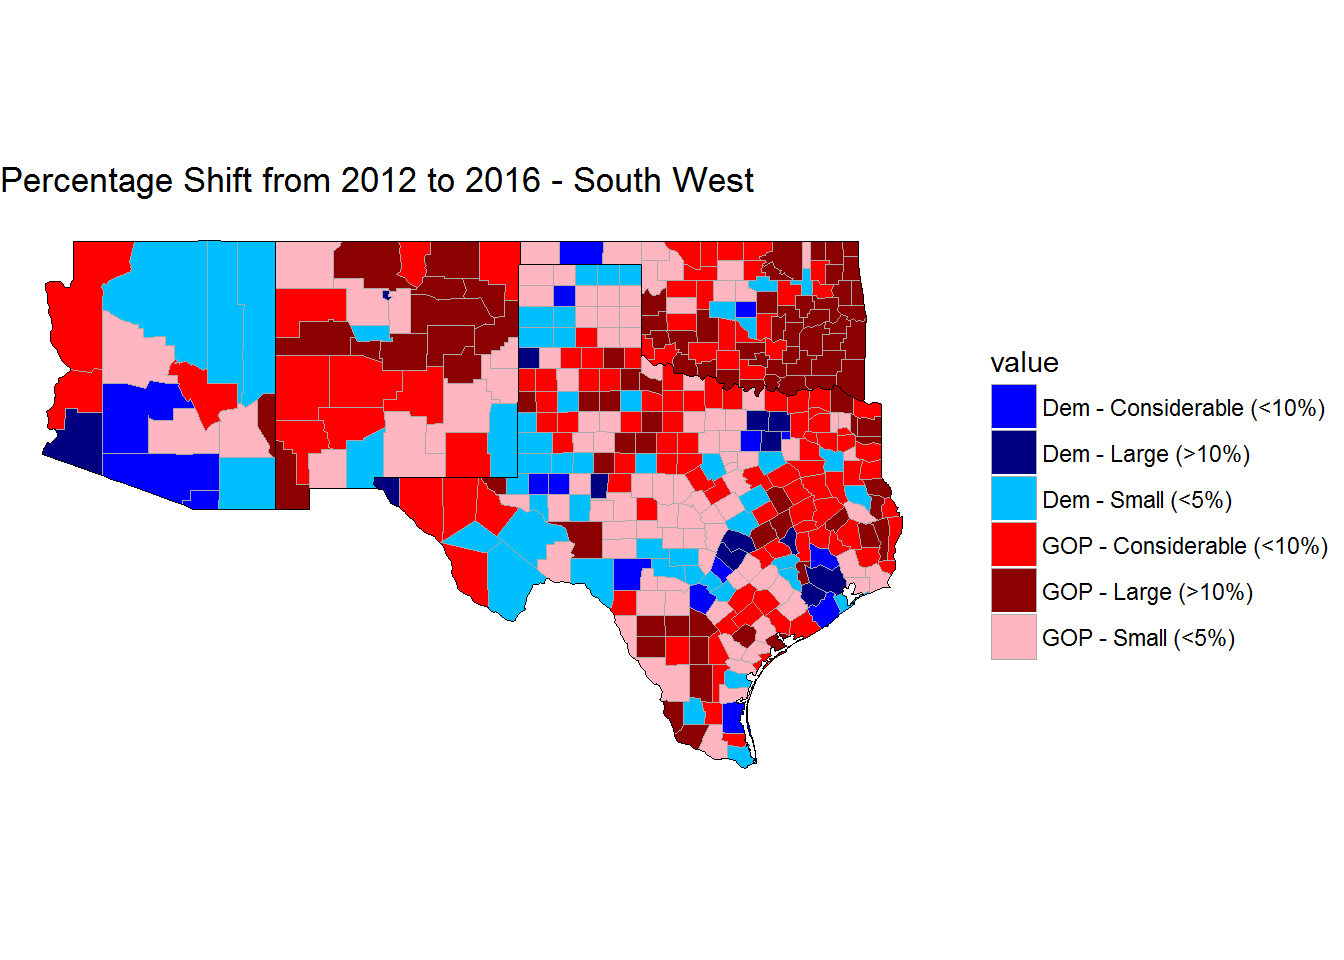 Percentage Shift from 2012 to 2016 - South West
value
Dem - Considerable (<10%)
Dem - Large (>10%)
Dem - Small (<5%)
GOP - Considerable (<10%)
GOP - Large (>10%)
GOP - Small (<5%)